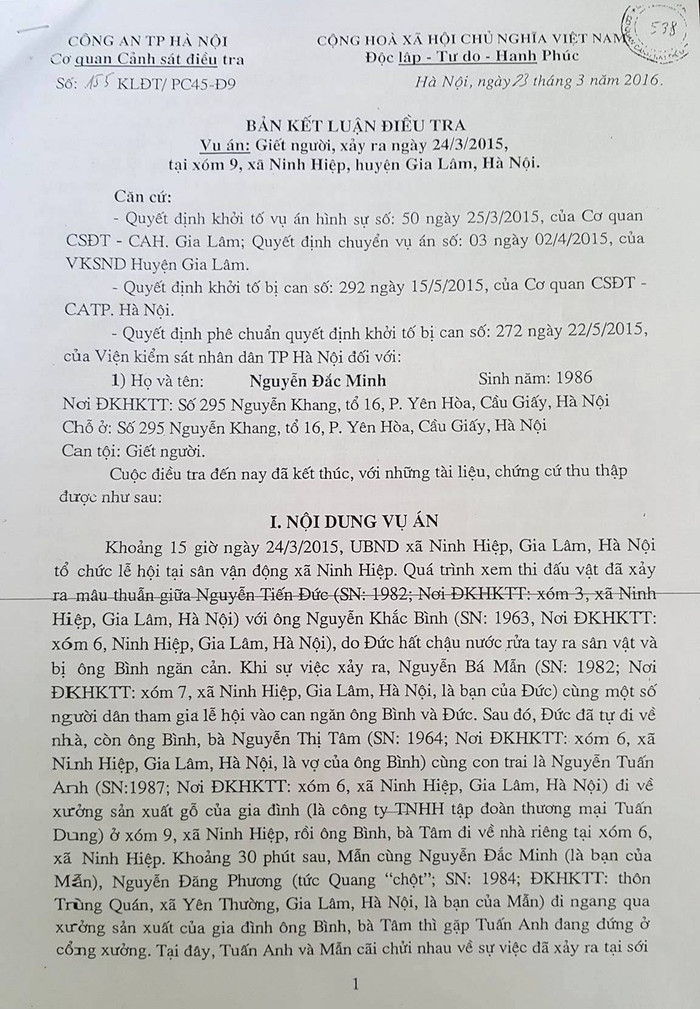 CÔNG AN TP HÀ NỘI
Cơ quan Cảnh sát điều tra
Số: 155 KLĐT/ PC45-Đ9
CỘNG HOÀ XÃ HỘI CHỦ NGHĨA VIỆT NAM
Độc lập - Tự do - Hạnh Phúc
Hà Nội, ngày 23 tháng 3 năm 2016.
538
BẢN KẾT LUẬN ĐIỀU TRA
Vụ án: Giết người, xảy ra ngày 24/3/2015,
tại xóm 9, xã Ninh Hiệp, huyện Gia Lâm, Hà Nội.
Căn cứ:
- Quyết định khởi tố vụ án hình sự số: 50 ngày 25/3/2015, của Cơ quan
CSĐT - CAH. Gia Lâm; Quyết định chuyển vụ án số: 03 ngày 02/4/2015, của
VKSND Huyện Gia Lâm.
- Quyết định khởi tố bị can số: 292 ngày 15/5/2015, của Cơ quan CSĐT -
CATP. Hà Nội.
- Quyết định phê chuẩn quyết định khởi tố bị can số: 272 ngày 22/5/2015,
của Viện kiểm sát nhân dân TP Hà Nội đối với:
1) Họ và tên: Nguyễn Đắc Minh Sinh năm: 1986
Nơi ĐKHKTT: Số 295 Nguyễn Khang, tổ 16, P. Yên Hòa, Cầu Giấy, Hà Nội
Chỗ ở: Số 295 Nguyễn Khang, tổ 16, P. Yên Hòa, Cầu Giấy, Hà Nội
Can tội: Giết người.
Cuộc điều tra đến nay đã kết thúc, với những tài liệu, chứng cứ thu thập
được như sau:
I. NỘI DUNG VỤ ÁN
Khoảng 15 giờ ngày 24/3/2015, UBND xã Ninh Hiệp, Gia Lâm, Hà Nội
tổ chức lễ hội tại sân vận động xã Ninh Hiệp. Quá trình xem thi đấu vật đã xảy
ra mâu thuẫn giữa Nguyễn Tiến Đức (SN: 1982; Nơi ĐKHKTT: xóm 3, xã Ninh
Hiệp, Gia Lâm, Hà Nội) với ông Nguyễn Khắc Bình (SN: 1963, Nơi ĐKHKTT:
xóm 6, Ninh Hiệp, Gia Lâm, Hà Nội), do Đức hất chậu nước rửa tay ra sân vật và
bị ông Bình ngăn cản. Khi sự việc xảy ra, Nguyễn Bá Mẫn (SN: 1982; Nơi
ĐKHKTT: xóm 7, xã Ninh Hiệp, Gia Lâm, Hà Nội, là bạn của Đức) cùng một số
người dân tham gia lễ hội vào can ngăn ông Bình và Đức. Sau đó, Đức đã tự đi về
nhà, còn ông Bình, bà Nguyễn Thị Tâm (SN: 1964; Nơi ĐKHKTT: xóm 6, xã
Ninh Hiệp, Gia Lâm, Hà Nội, là vợ của ông Bình) cùng con trai là Nguyễn Tuấn
Anh (SN:1987; Nơi ĐKHKTT: xóm 6, xã Ninh Hiệp, Gia Lâm, Hà Nội) đi về
xưởng sản xuất gỗ của gia đình (là công ty TNHH tập đoàn thương mại Tuấn
Dung) ở xóm 9, xã Ninh Hiệp, rồi ông Bình, bà Tâm đi về nhà riêng tại xóm 6,
xã Ninh Hiệp. Khoảng 30 phút sau, Mẫn cùng Nguyễn Đắc Minh (là bạn của
Mẫn), Nguyễn Đăng Phương (tức Quang “chột”; SN: 1984; ĐKHKTT: thôn
Trùng Quán, xã Yên Thường, Gia Lâm, Hà Nội, là bạn của Mẫn) đi ngang qua
xưởng sản xuất của gia đình ông Bình, bà Tâm thì gặp Tuấn Anh đang đứng ở
cổng xưởng. Tại đây, Tuấn Anh và Mẫn cãi chửi nhau về sự việc đã xảy ra tại sới
1